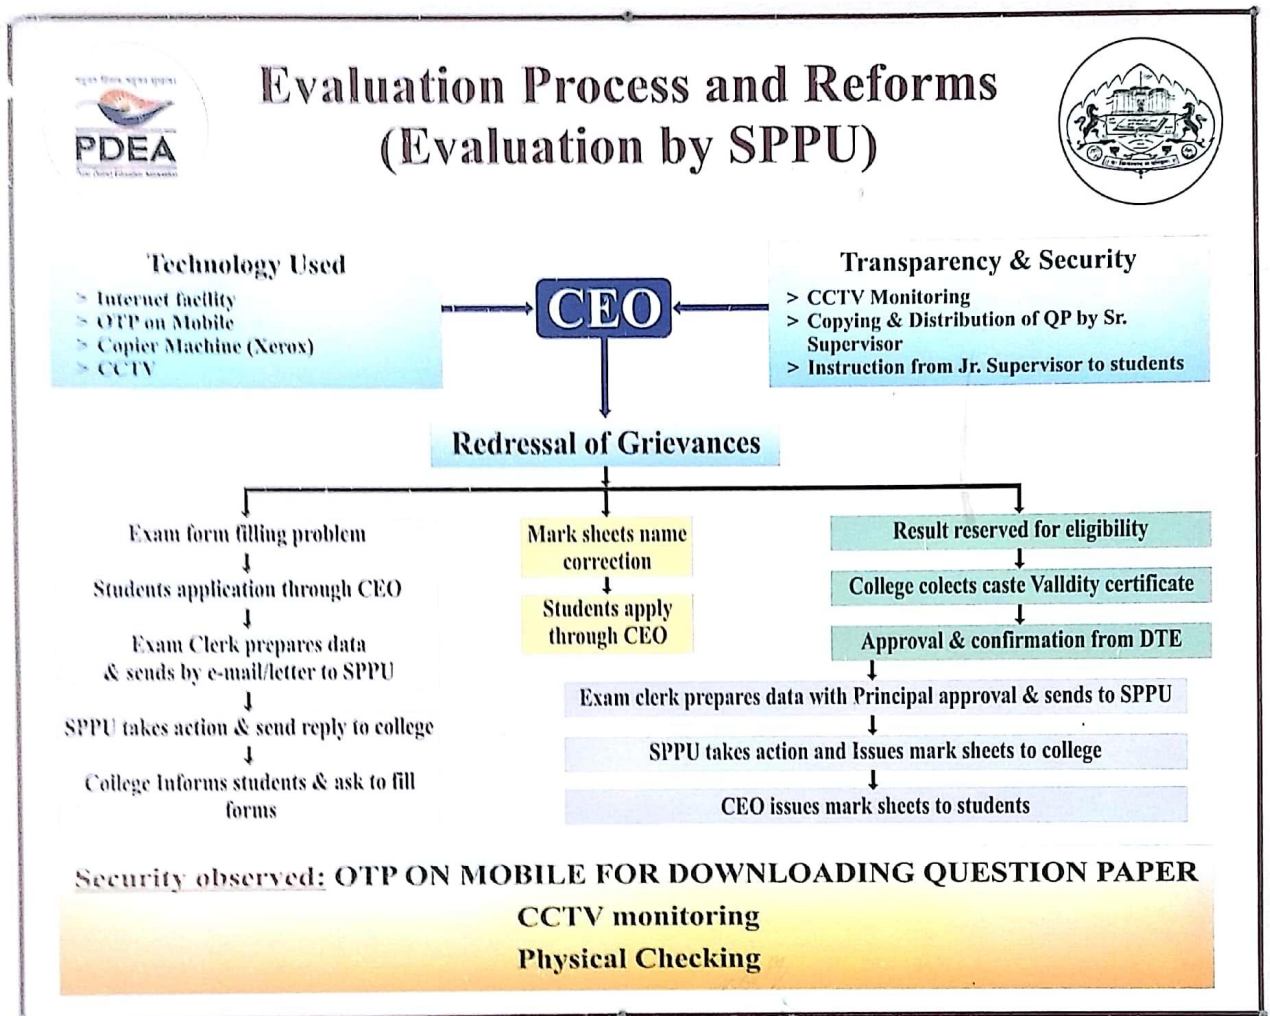 Evaluation Process and Reforms
(Evaluation by SPPU)
PDEA
Technology Used
> Internet facility
> OTP on Mobile
> Copier Machine (Xerox)
> CCTV
CEO
Transparency & Security
> CCTV Monitoring
> Copying & Distribution of QP by Sr.
Supervisor
> Instruction from Jr. Supervisor to students
Redressal of Grievances
Exam form filling problem
Students application through CEO
Exam Clerk prepares data
& sends by e-mail/letter to SPPU
SPPU takes action & send reply to college
College Informs students & ask to fill
forms
Mark sheets name
correction
Students apply
through CEO
Result reserved for eligibility
College colects caste Valldity certificate
Approval & confirmation from DTE
Exam clerk prepares data with Principal approval & sends to SPPU
SPPU takes action and Issues mark sheets to college
CEO issues mark sheets to students
Security observed: OTP ON MOBILE FOR DOWNLOADING QUESTION PAPER
CCTV monitoring
Physical Checking